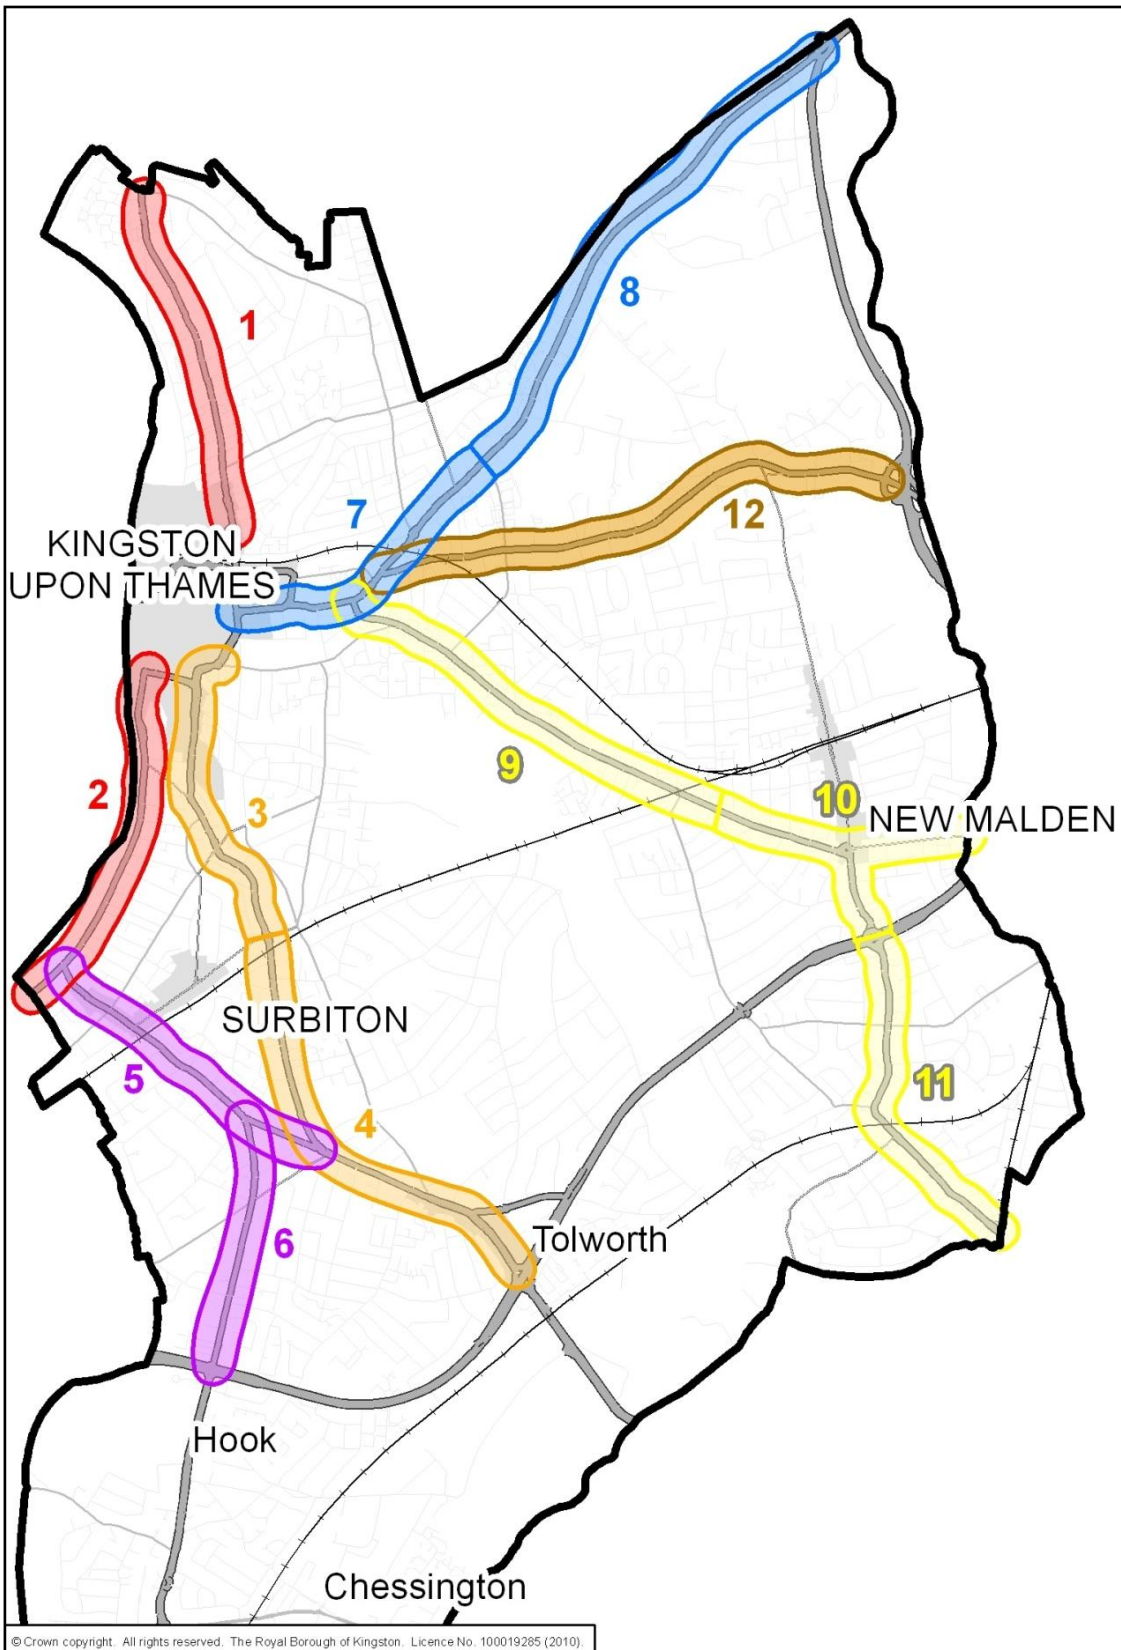 8
1
7
12
KINGSTON
UPON THAMES
9
2
3
10
NEW MALDEN
SURBITON
5
4
11
6
Tolworth
Hook
Chessington
© Crown copyright. All rights reserved. The Royal Borough of Kingston. Licence No. 100019285 (2010).